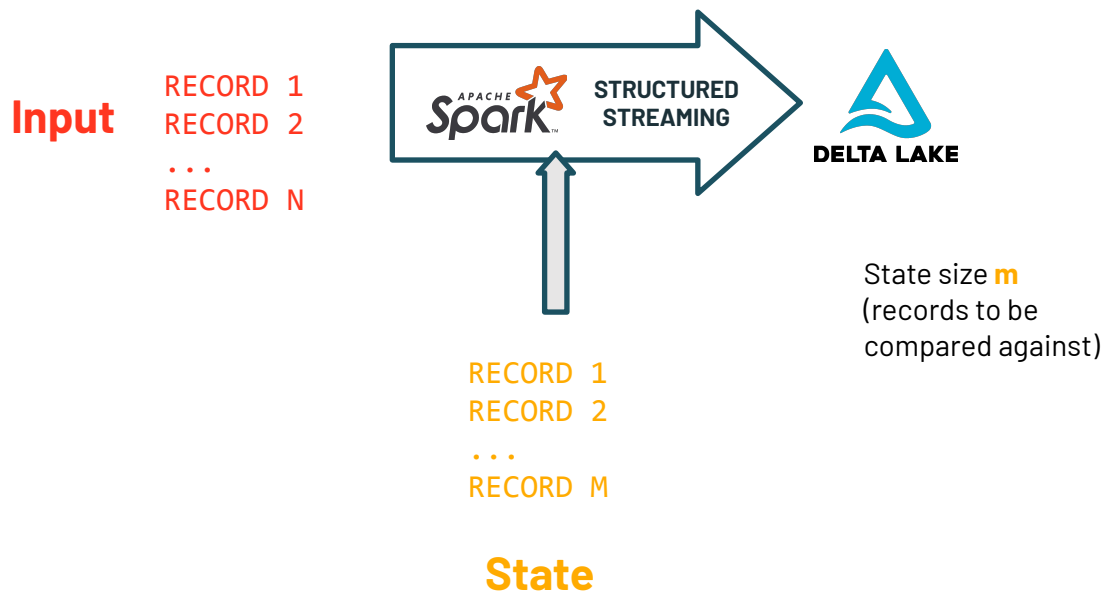 Input
RECORD 1
RECORD 2
...
RECORD N
APACHE
Spark™
STRUCTURED
STREAMING
DELTA LAKE
State size m
(records to be
compared against)
RECORD 1
RECORD 2
...
RECORD M
State